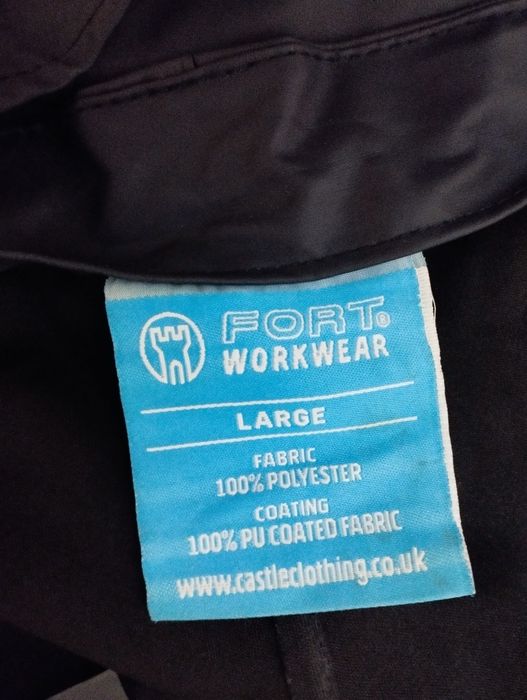 FORT®
WORKWEAR
LARGE
FABRIC
100% POLYESTER
COATING
100% PU COATED FABRIC
www.castleclothing.co.uk